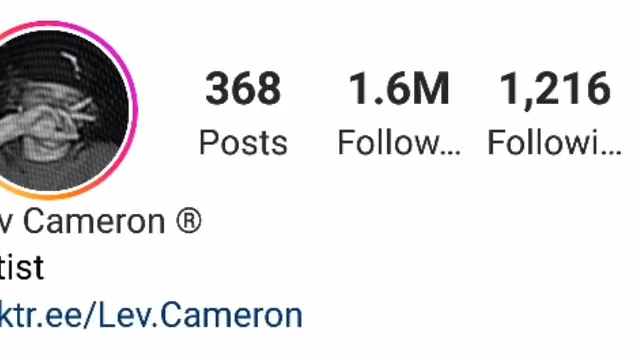 368 1.6M 1,216
Posts Follow... Followi...
v Cameron ®
tist
ktr.ee/Lev.Cameron